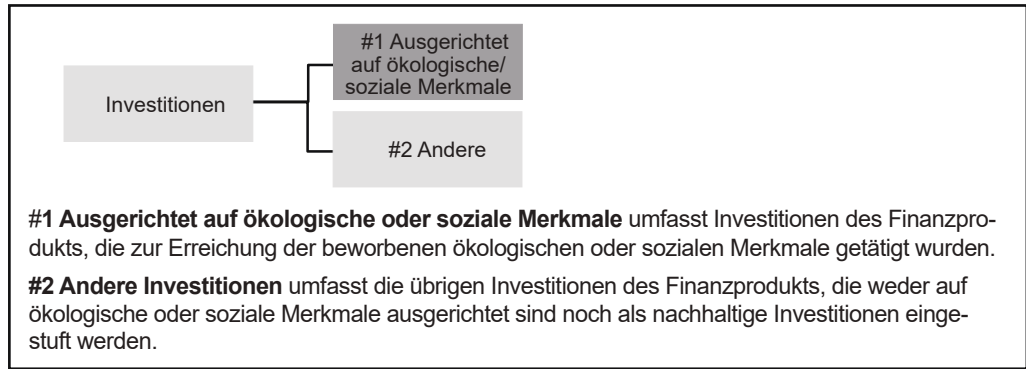 #1 Ausgerichtet
auf ökologische/
soziale Merkmale
Investitionen
#2 Andere
#1 Ausgerichtet auf ökologische oder soziale Merkmale umfasst Investitionen des Finanzpro-
dukts, die zur Erreichung der beworbenen ökologischen oder sozialen Merkmale getätigt wurden.
#2 Andere Investitionen umfasst die übrigen Investitionen des Finanzprodukts, die weder auf
ökologische oder soziale Merkmale ausgerichtet sind noch als nachhaltige Investitionen einge-
stuft werden.